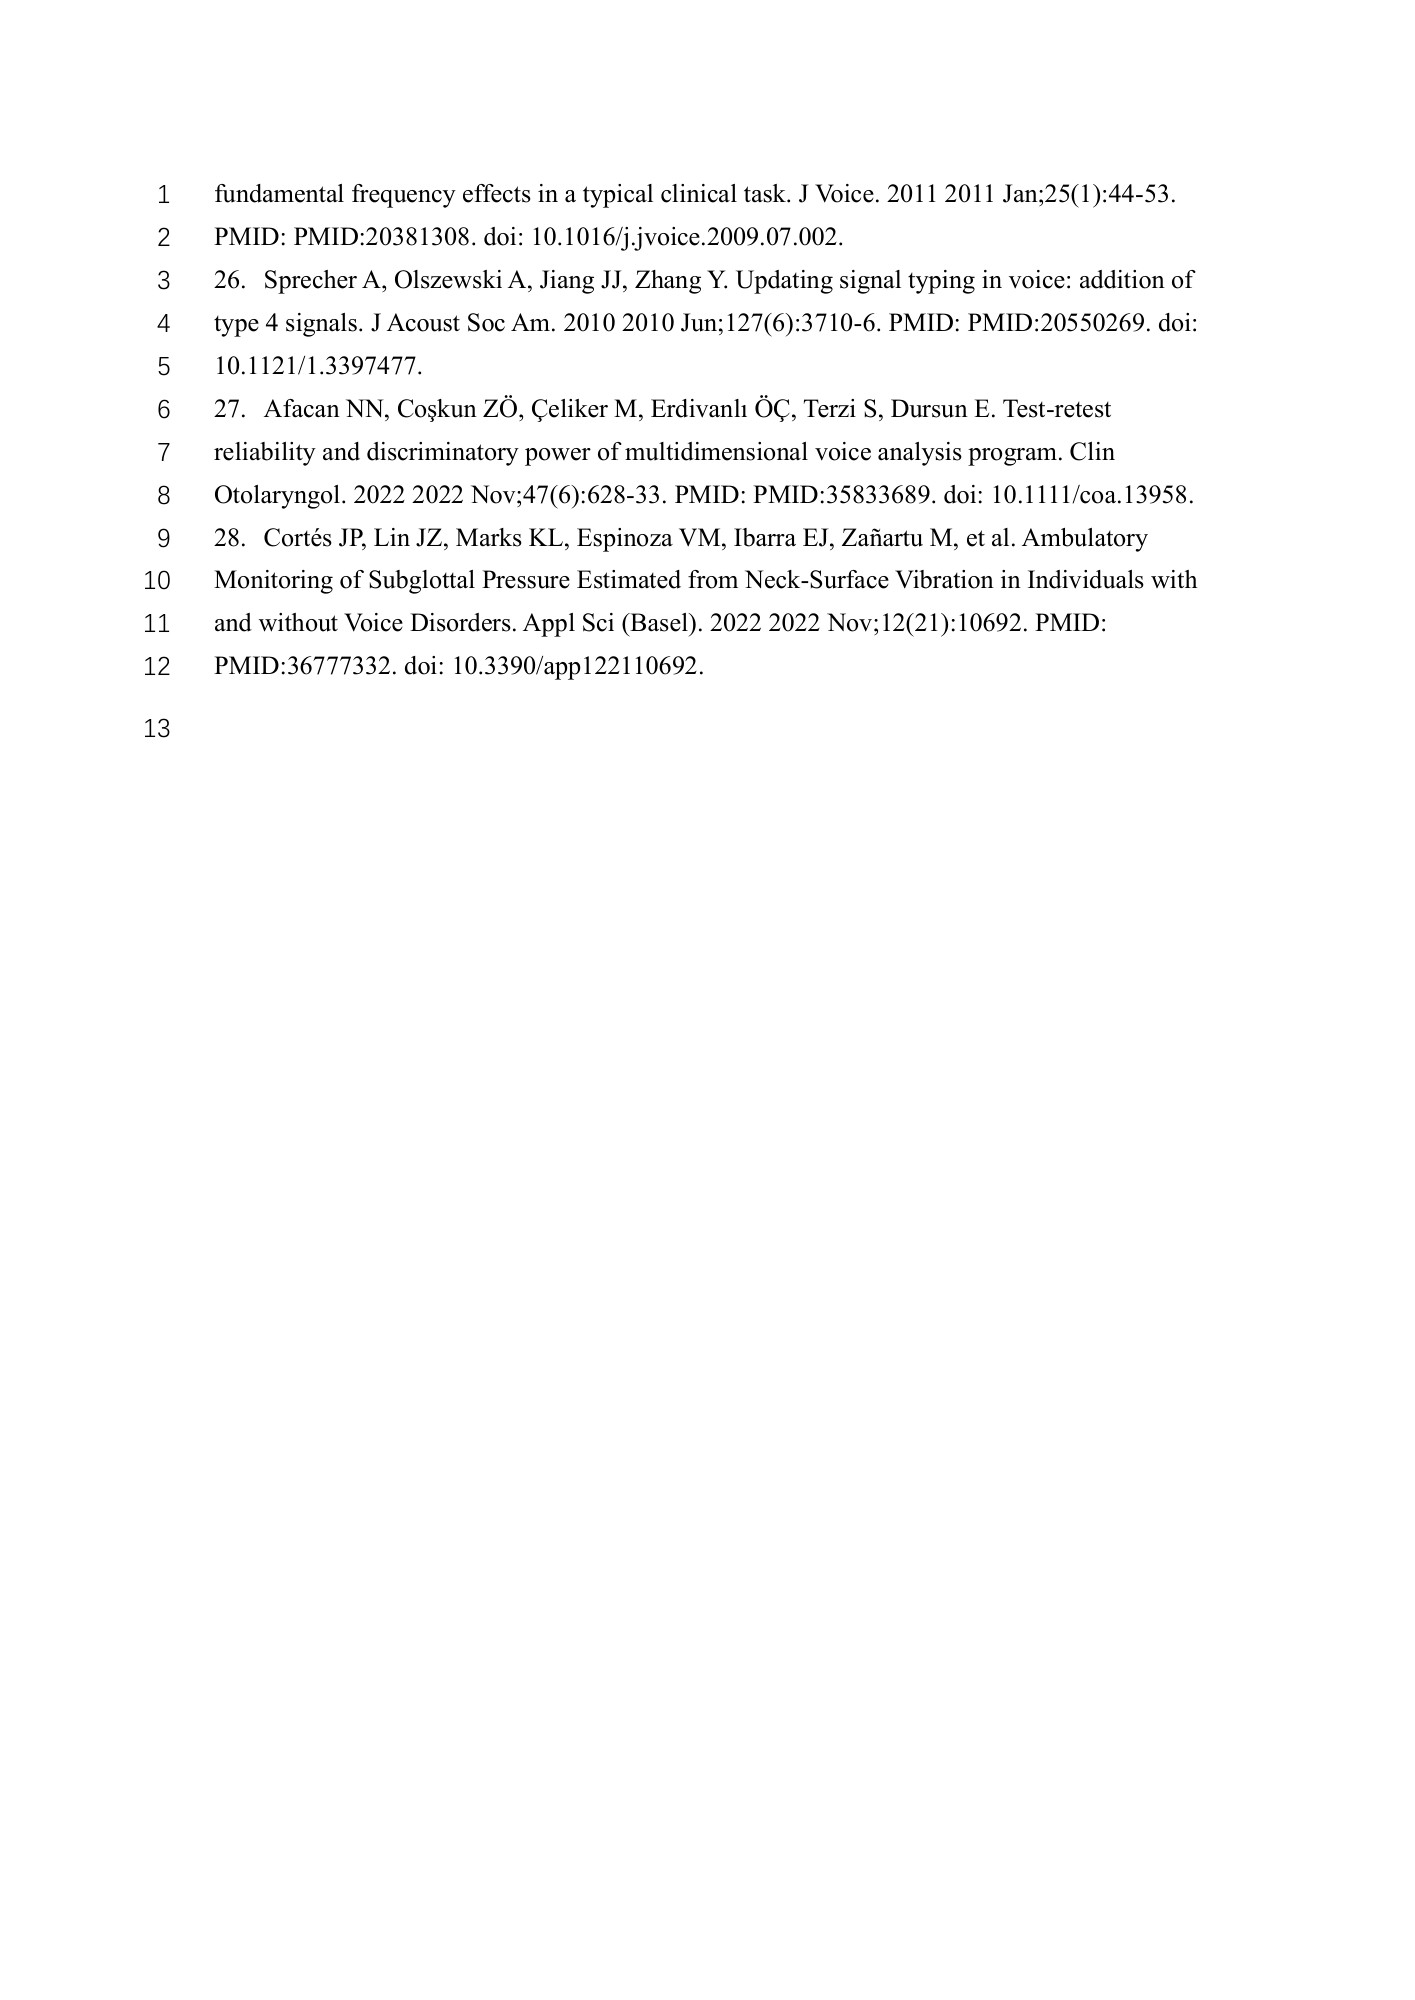 1 fundamental frequency effects in a typical clinical task. J Voice. 2011 2011 Jan;25(1):44-53.
2 PMID: PMID:20381308. doi: 10.1016/j.jvoice.2009.07.002.
3 26. Sprecher A, Olszewski A, Jiang JJ, Zhang Y. Updating signal typing in voice: addition of
4 type 4 signals. J Acoust Soc Am. 2010 2010 Jun;127(6):3710-6. PMID: PMID:20550269. doi:
5 10.1121/1.3397477.
6 27. Afacan NN, Coşkun ZÖ, Çeliker M, Erdivanlı ÖÇ, Terzi S, Dursun E. Test-retest
7 reliability and discriminatory power of multidimensional voice analysis program. Clin
8 Otolaryngol. 2022 2022 Nov;47(6):628-33. PMID: PMID:35833689. doi: 10.1111/coa.13958.
9 28. Cortés JP, Lin JZ, Marks KL, Espinoza VM, Ibarra EJ, Zañartu M, et al. Ambulatory
10 Monitoring of Subglottal Pressure Estimated from Neck-Surface Vibration in Individuals with
11 and without Voice Disorders. Appl Sci (Basel). 2022 2022 Nov;12(21):10692. PMID:
12 PMID:36777332. doi: 10.3390/app122110692.
13